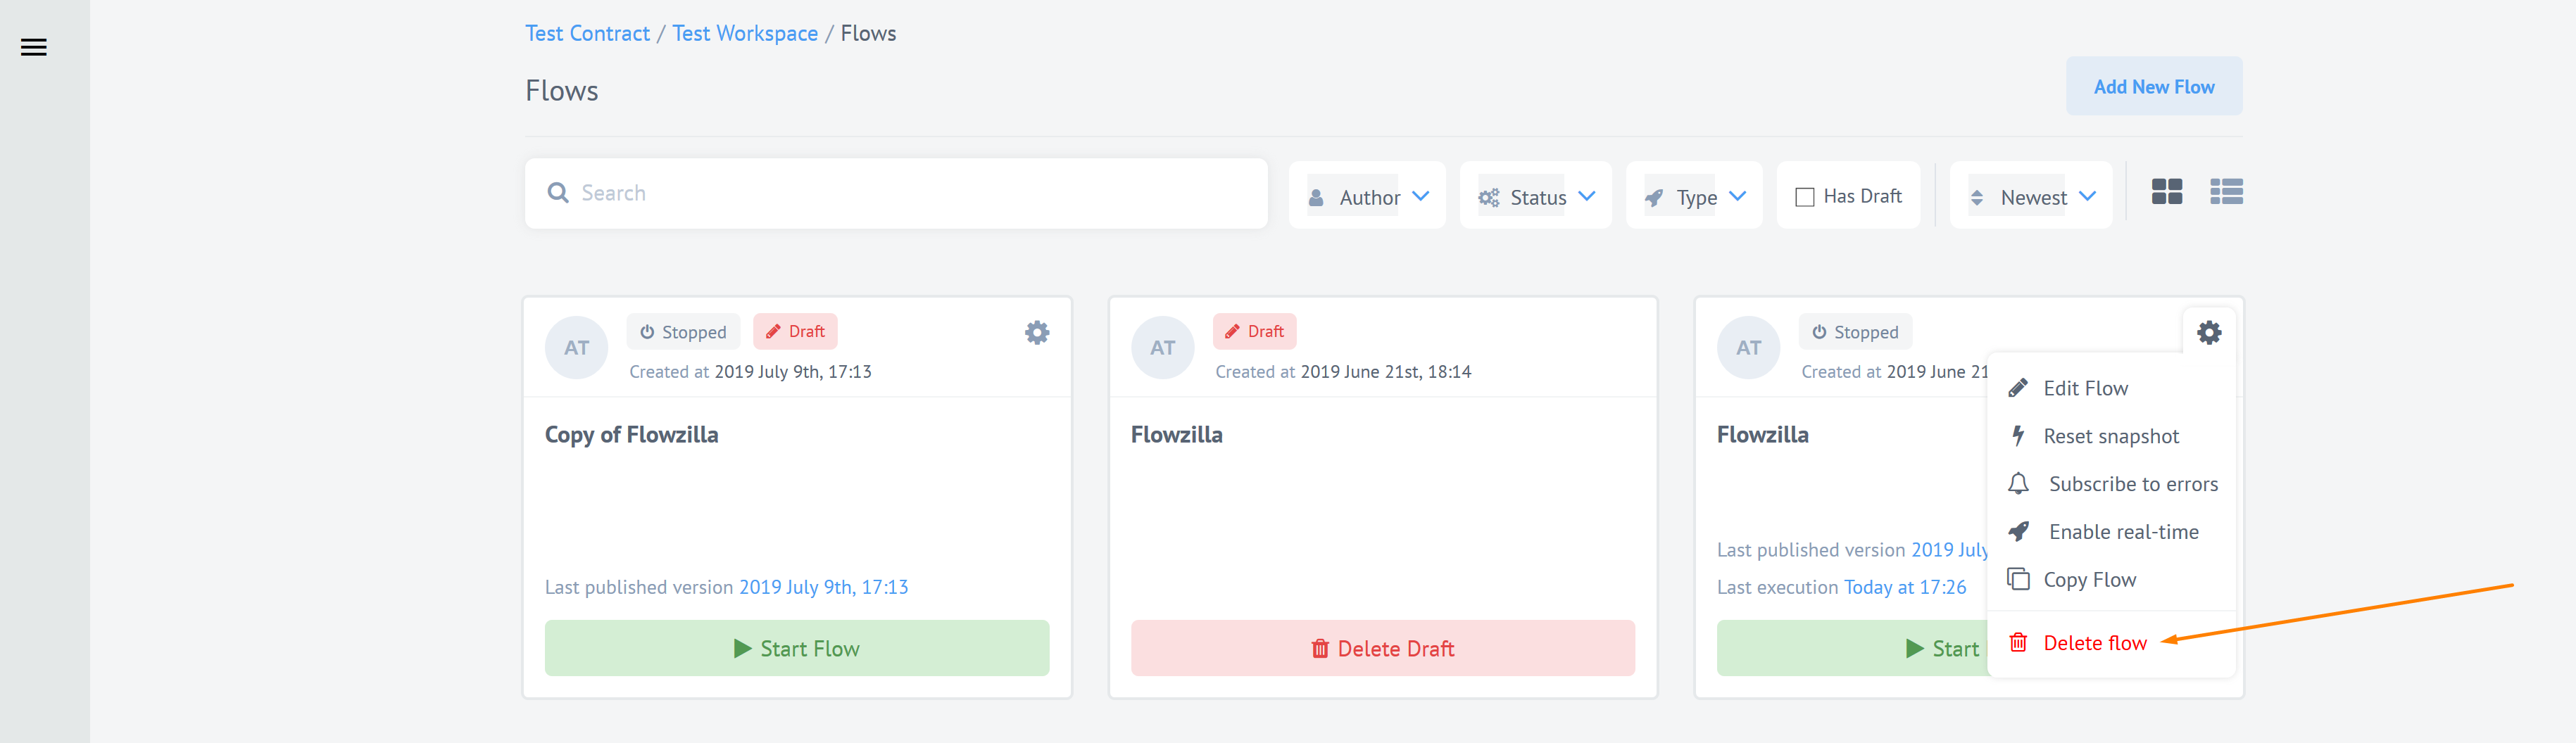 Test Contract / Test Workspace / Flows
Flows
Add New Flow
Search
Author
Status
Type
Has Draft
Newest
AT
Stopped
Draft
Created at 2019 July 9th, 17:13
Copy of Flowzilla
Last published version 2019 July 9th, 17:13
Start Flow
AT
Draft
Created at 2019 June 21st, 18:14
Flowzilla
Delete Draft
AT
Stopped
Created at 2019 June 21
Flowzilla
Last published version 2019 July
Last execution Today at 17:26
Start
Edit Flow
Reset snapshot
Subscribe to errors
Enable real-time
Copy Flow
Delete flow